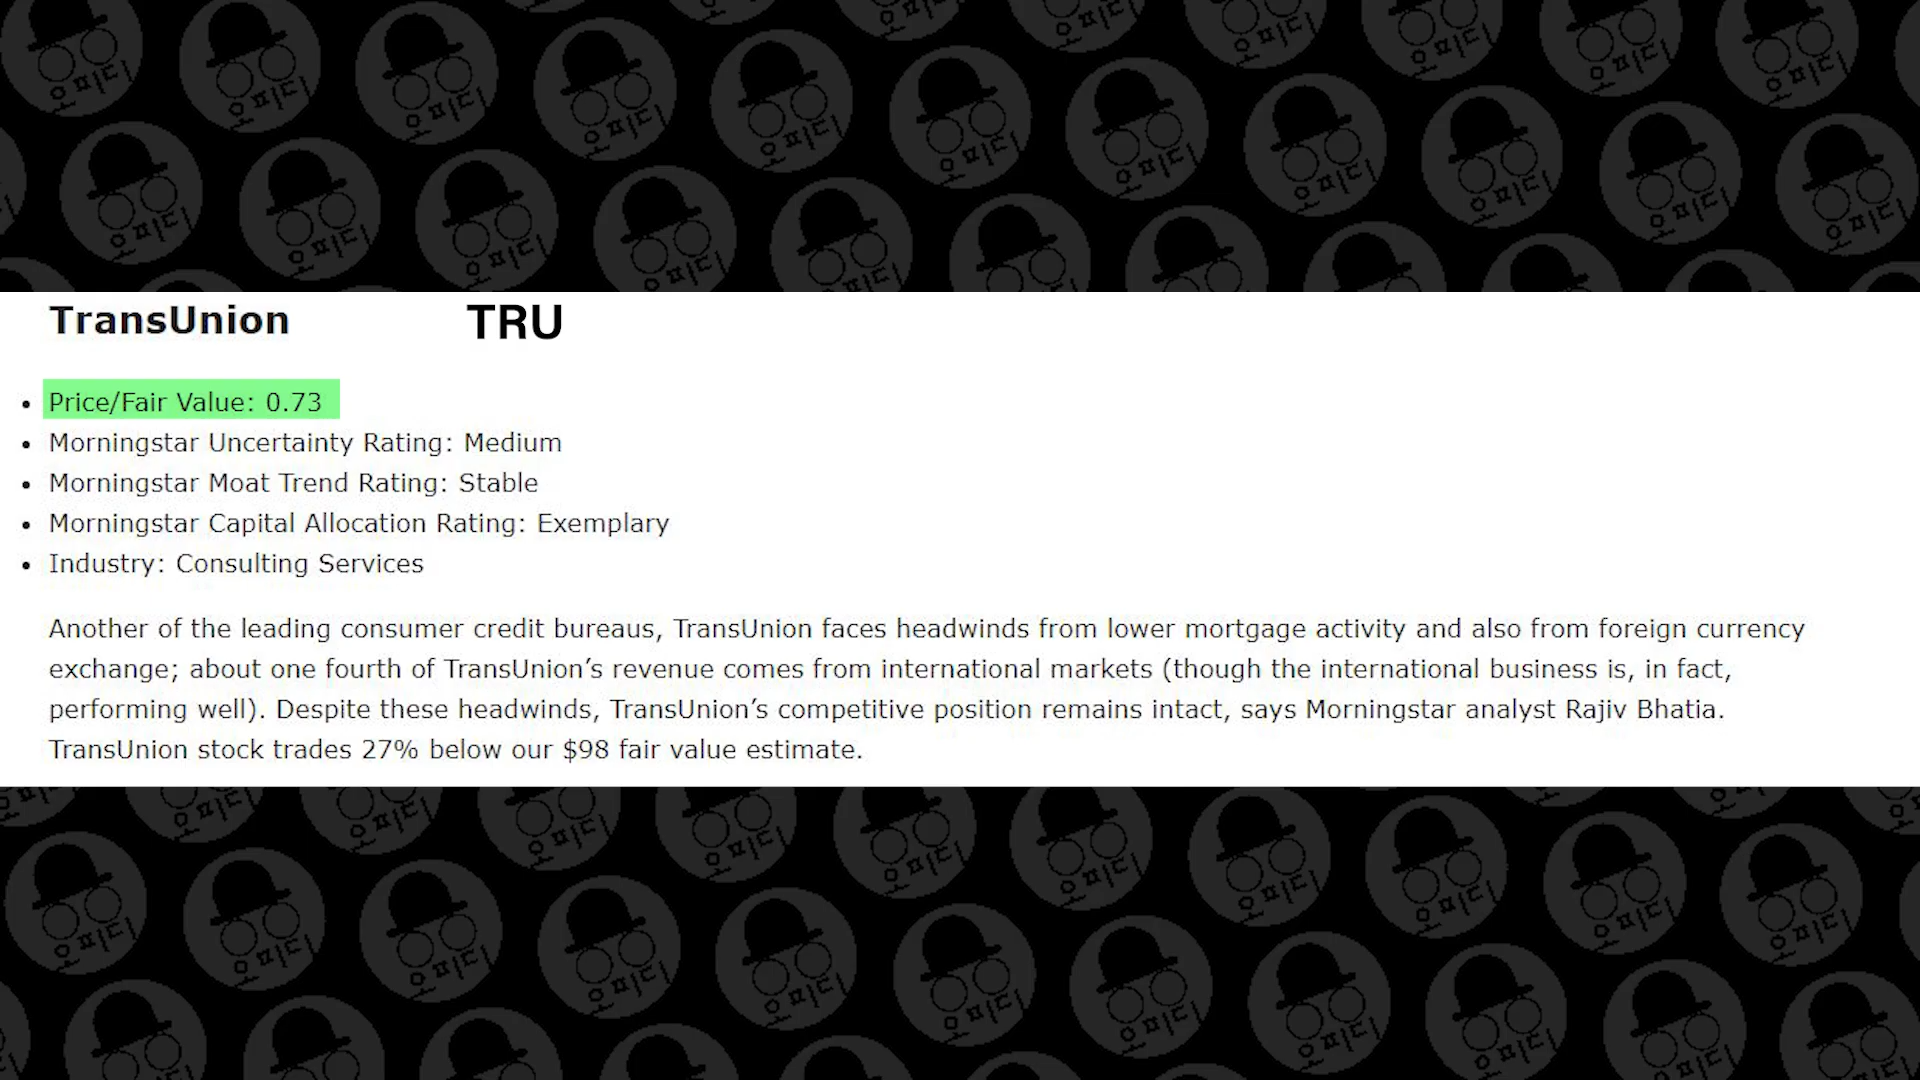 TransUnion TRU
• Price/Fair Value: 0.73
• Morningstar Uncertainty Rating: Medium
• Morningstar Moat Trend Rating: Stable
• Morningstar Capital Allocation Rating: Exemplary
• Industry: Consulting Services
Another of the leading consumer credit bureaus, TransUnion faces headwinds from lower mortgage activity and also from foreign currency
exchange; about one fourth of TransUnion’s revenue comes from international markets (though the international business is, in fact,
performing well). Despite these headwinds, TransUnion’s competitive position remains intact, says Morningstar analyst Rajiv Bhatia.
TransUnion stock trades 27% below our $98 fair value estimate.